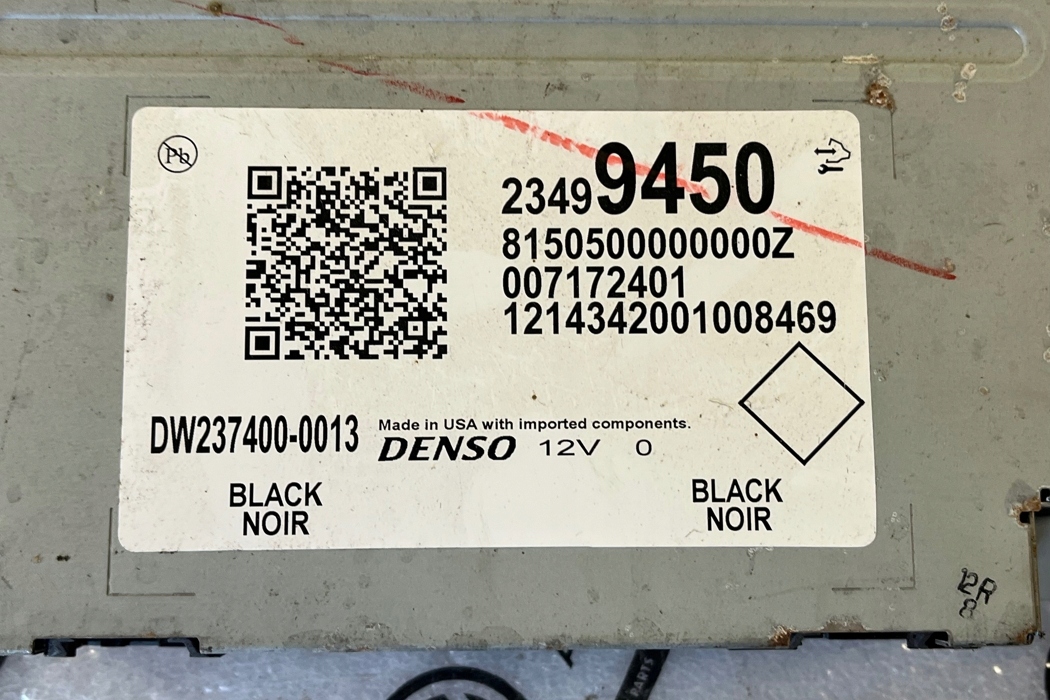 Pb
23499450
8150500000000Z
007172401
1214342001008469
DW237400-0013
Made in USA with imported components.
DENSO 12V 0
BLACK
NOIR
BLACK
NOIR
12R
8
PARTS